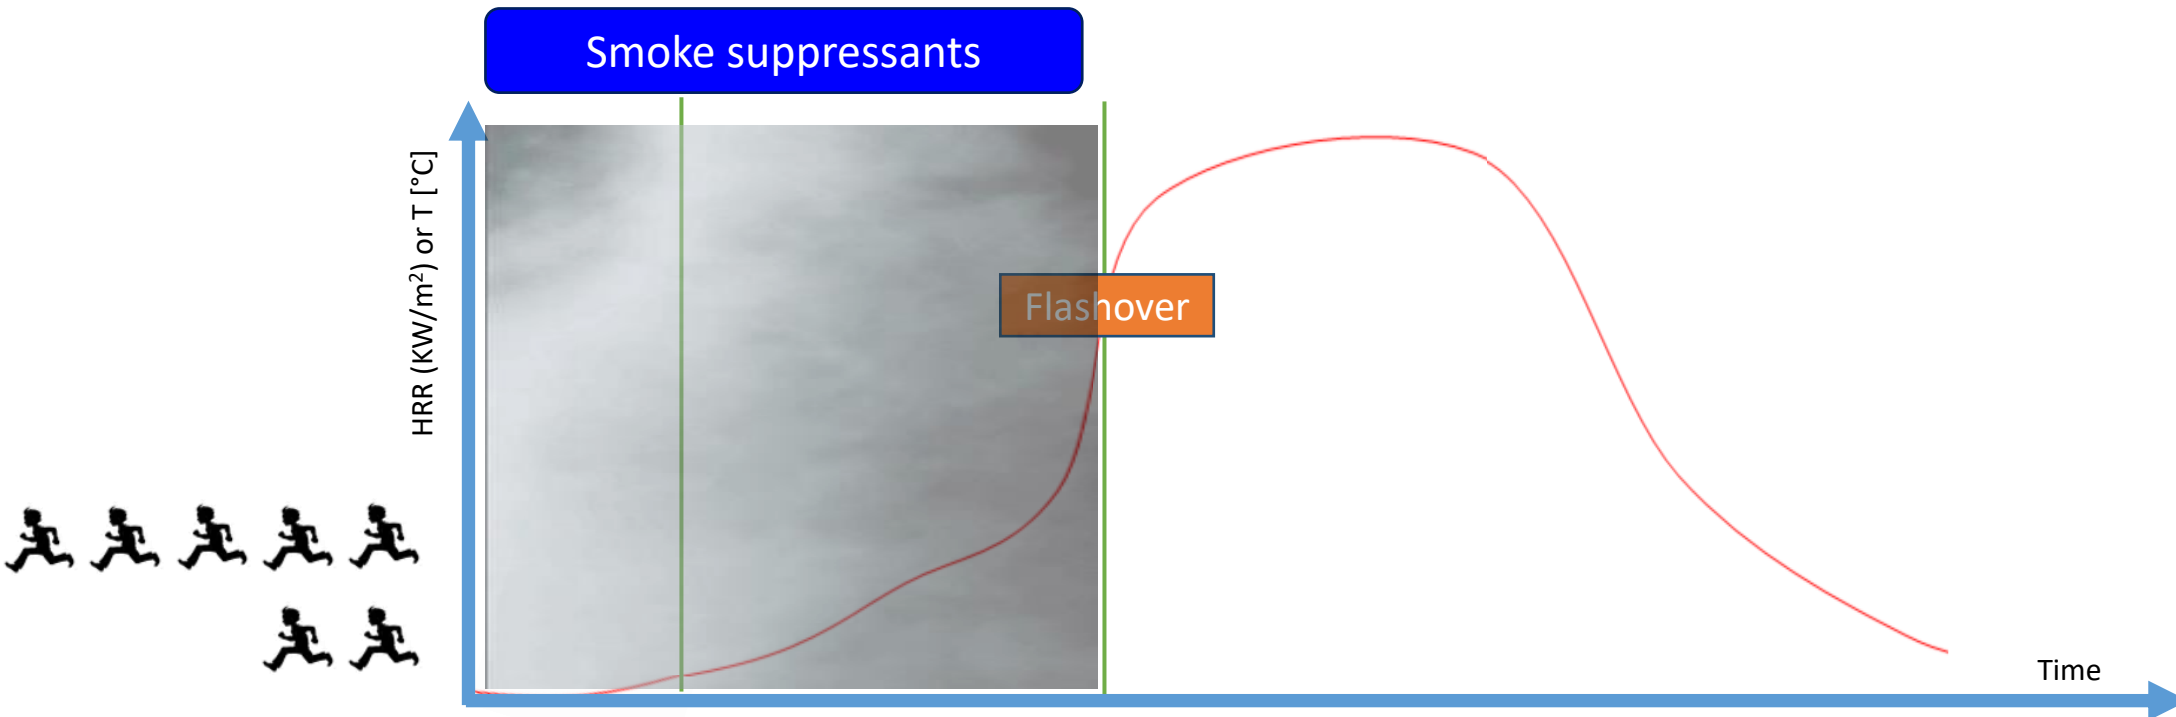 Smoke suppressants
HRR (KW/m²) or T [°C]
Flashover
Time